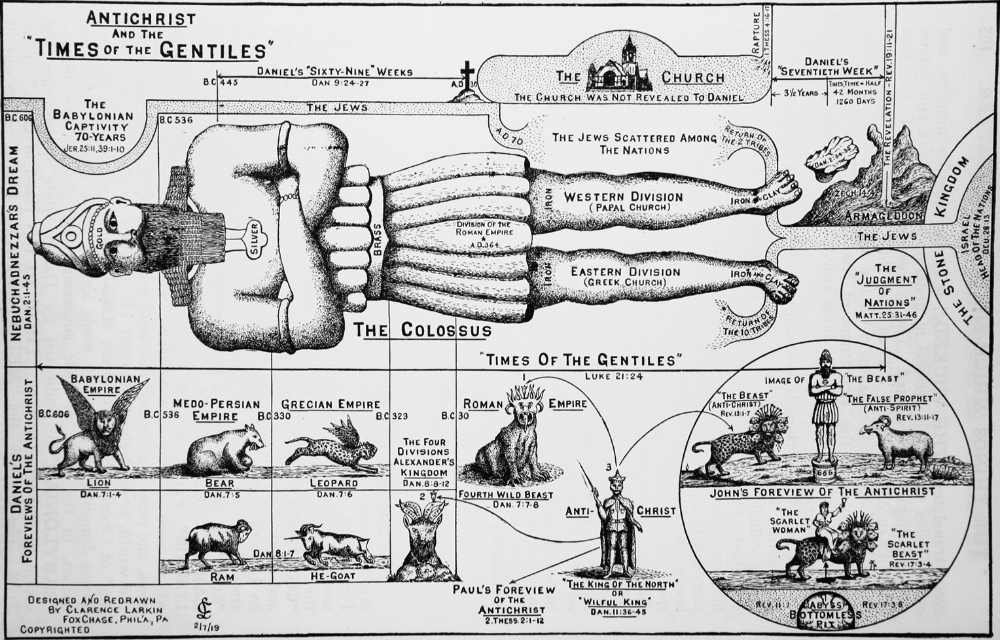 ANTICHRIST
AND THE
"TIMES OF THE GENTILES"
DANIEL'S "SIXTY-NINE" WEEKS
B.C. 445
DAN. 9:24-27
A.D. 30
THE CHURCH
THE CHURCH WAS NOT REVEALED TO DANIEL
RAPTURE
1 THESS. 4:16-17
DANIEL'S
"SEVENTIETH WEEK"
3½ YEARS
TIMES, TIME + HALF
42 MONTHS
1260 DAYS
THE REVELATION-REV. 19:11-21
B.C. 606
THE
BABYLONIAN
CAPTIVITY
70-YEARS
JER. 25:11, 39:1-10
B.C. 536
THE JEWS
A.D. 70
THE JEWS SCATTERED AMONG
THE NATIONS
RETURN OF
THE 2 TRIBES
DAN. 2:34-35
ZECH. 14:4
ARMAGEDDON
THE JEWS
THE STONE KINGDOM
ISRAEL
HEAD OF THE NATIONS
DEU. 28:13
NEBUCHADNEZZAR'S DREAM
DAN. 2:1-45
GOLD
SILVER
BRASS
DIVISION OF THE
ROMAN EMPIRE
A.D. 364
IRON
WESTERN DIVISION
(PAPAL CHURCH)
IRON AND CLAY
IRON
EASTERN DIVISION
(GREEK CHURCH)
IRON AND CLAY
RETURN OF
THE 10 TRIBES
THE
"JUDGMENT
OF
NATIONS"
MATT. 25:31-46
THE COLOSSUS
"TIMES OF THE GENTILES"
LUKE 21:24
DANIEL'S
FOREVIEWS OF THE ANTICHRIST
BABYLONIAN
EMPIRE
B.C. 606
B.C. 536
LION
DAN. 7:1-4
MEDO-PERSIAN
EMPIRE
B.C. 330
BEAR
DAN. 7:5
GRECIAN EMPIRE
B.C. 323
LEOPARD
DAN. 7:6
THE FOUR
DIVISIONS
ALEXANDER'S
KINGDOM
DAN. 8:8-12
B.C. 30
1
ROMAN EMPIRE
FOURTH WILD BEAST
DAN. 7:7-8
RAM
DAN. 8:1-7
HE-GOAT
2
3
ANTI-CHRIST
"THE KING OF THE NORTH"
OR
"WILFUL KING"
DAN. 11:36-45
PAUL'S FOREVIEW
OF THE
ANTICHRIST
2. THESS. 2:1-12
IMAGE OF "THE BEAST"
"THE BEAST"
(ANTI-CHRIST)
REV. 13:1-7
"THE FALSE PROPHET"
(ANTI-SPIRIT)
REV. 13:11-17
666
JOHN'S FOREVIEW OF THE ANTICHRIST
"THE
SCARLET
WOMAN"
"THE
SCARLET
BEAST"
REV. 17:3-4
REV. 11:7
REV. 17:3,8
"ABYSS"
BOTTOMLESS
PIT
DESIGNED AND REDRAWN
BY CLARENCE LARKIN
FOX CHASE, PHIL'A., PA
COPYRIGHTED
2/7/19